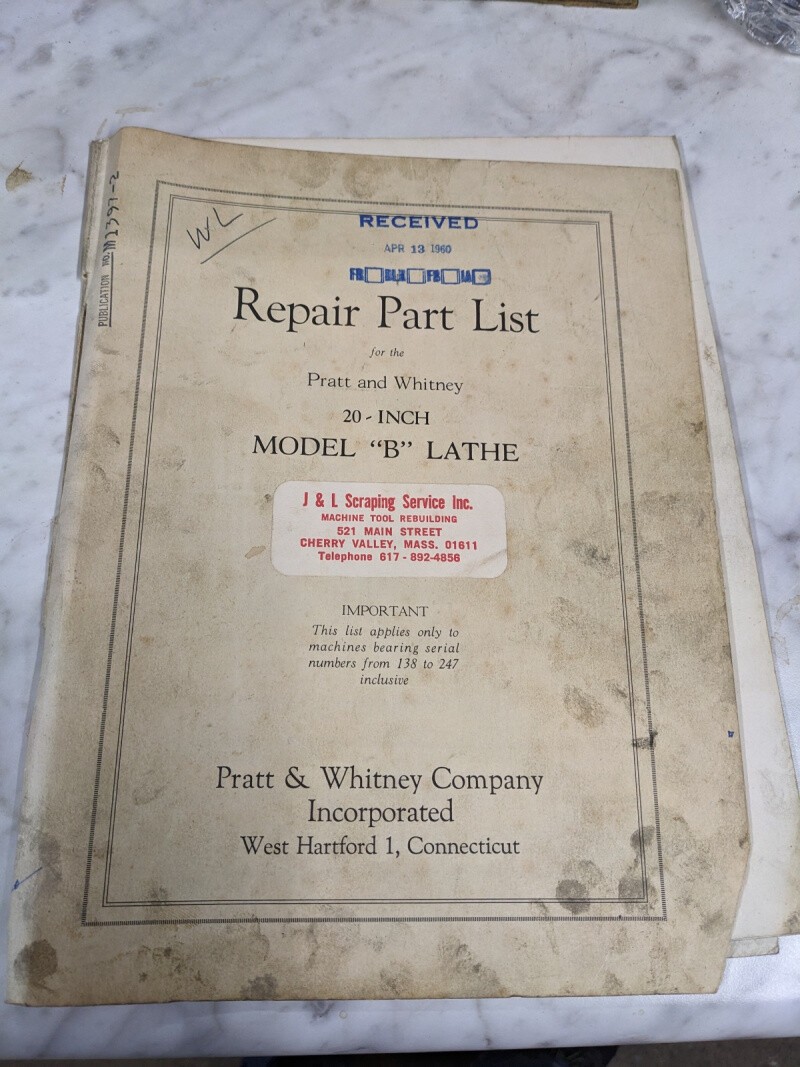 PUBLICATION NO. M2397-2
WL
RECEIVED
APR 13 1960
Repair Part List
for the
Pratt and Whitney
20-INCH
MODEL "B" LATHE
J & L Scraping Service Inc.
MACHINE TOOL REBUILDING
521 MAIN STREET
CHERRY VALLEY, MASS. 01611
Telephone 617-892-4856
IMPORTANT
This list applies only to
machines bearing serial
numbers from 138 to 247
inclusive
Pratt & Whitney Company
Incorporated
West Hartford 1, Connecticut